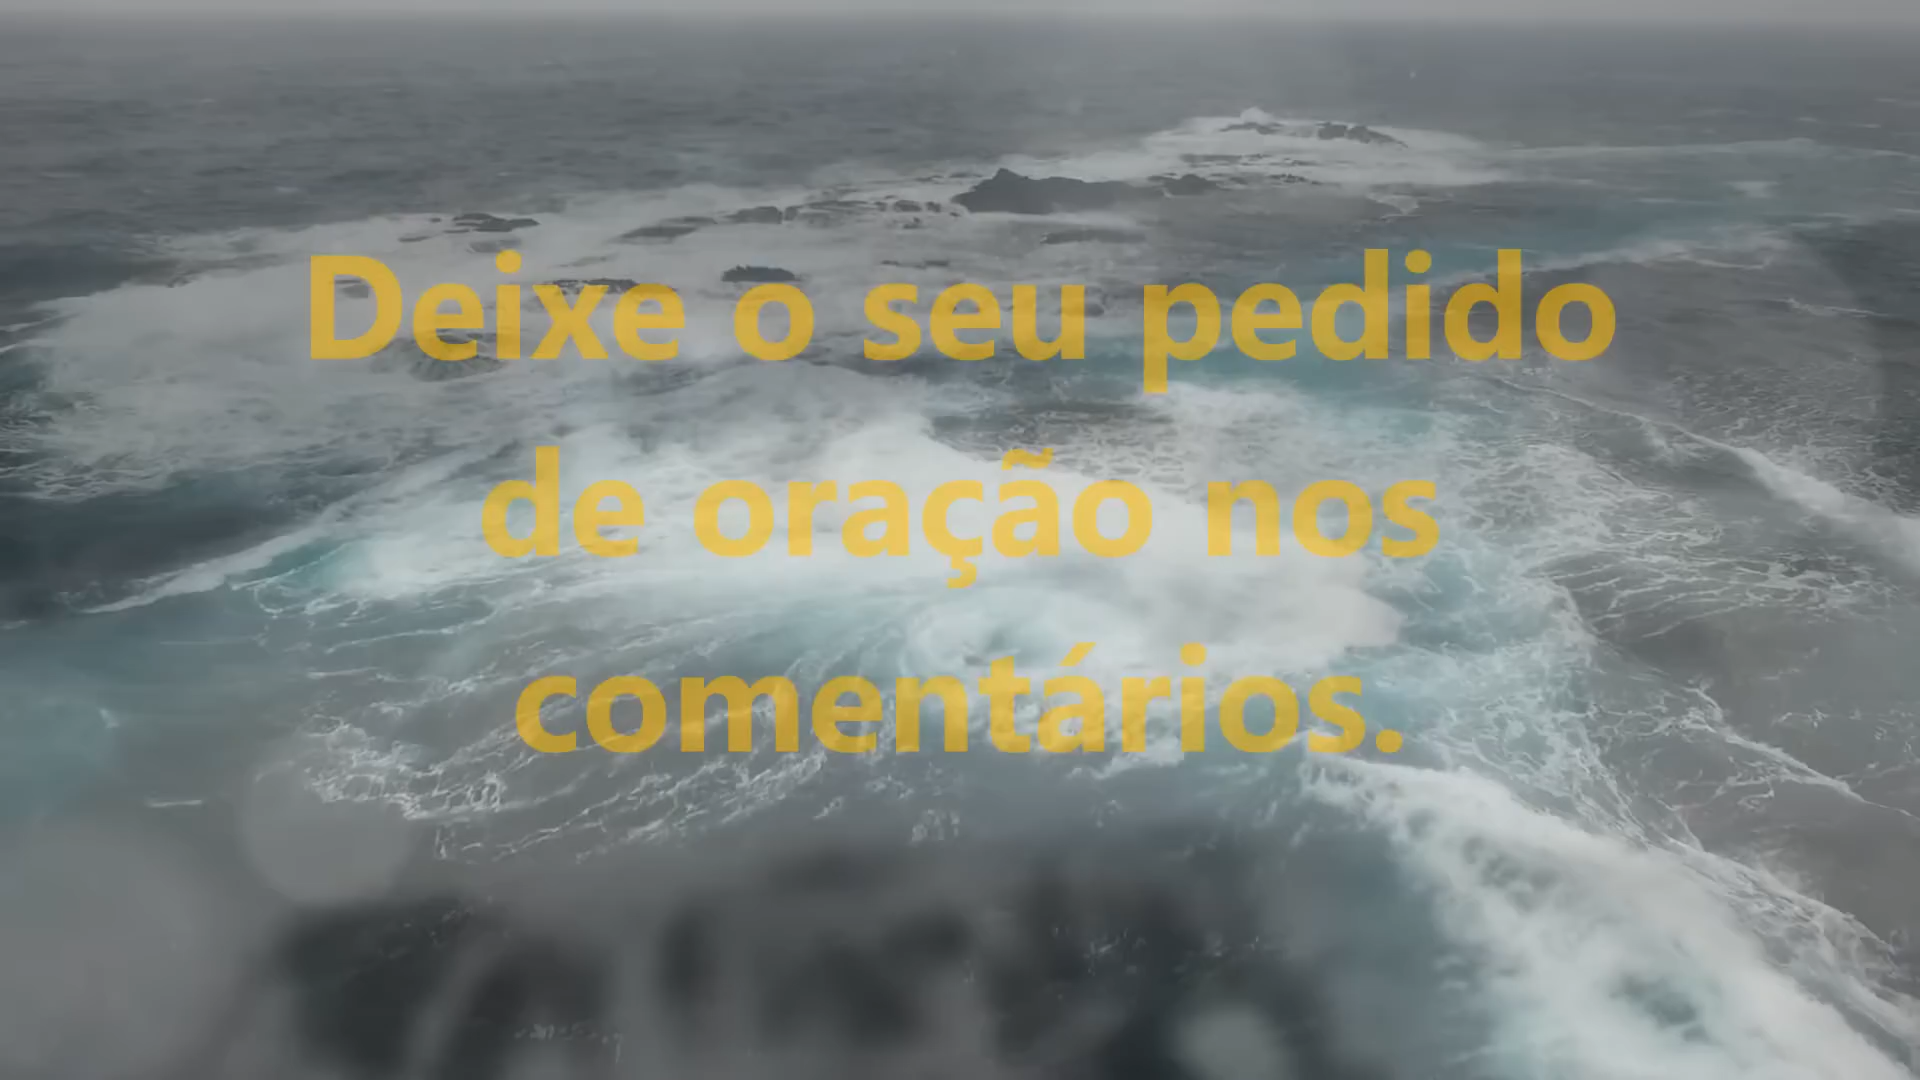 Deixe o seu pedido
de oração nos
comentários.